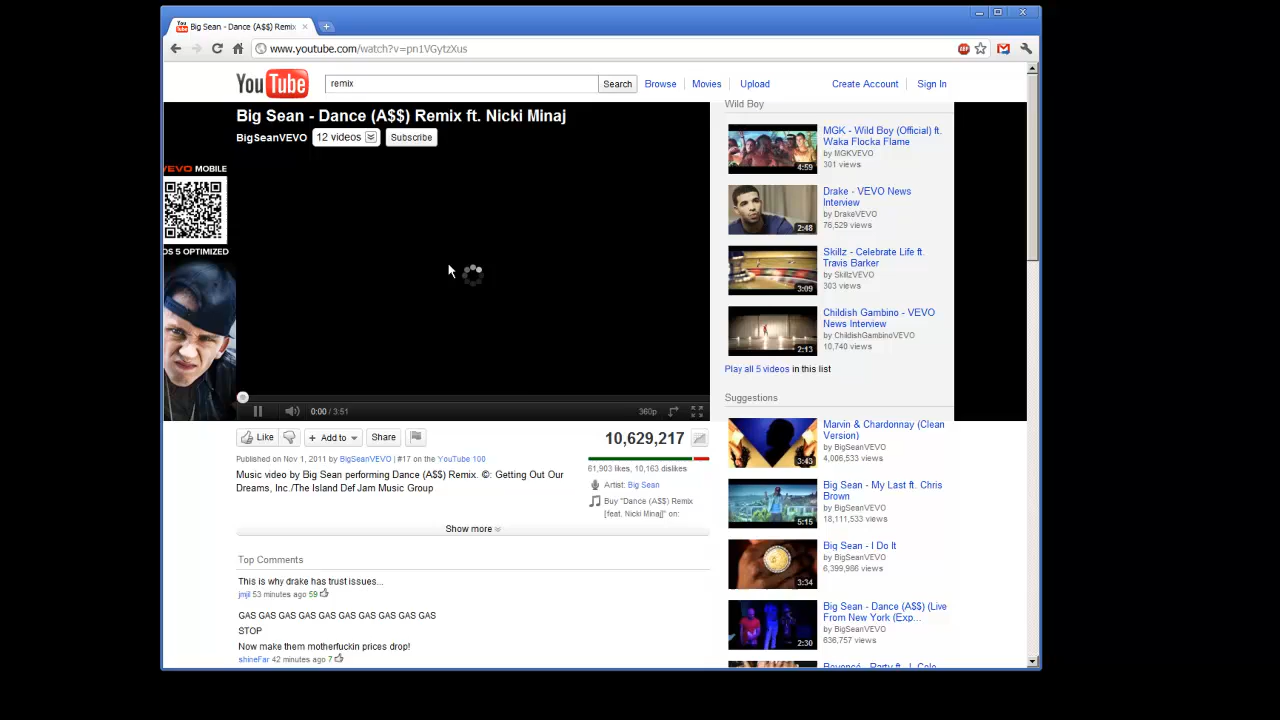 Big Sean - Dance (A$$) Remix
www.youtube.com/watch?v=pn1VGytzXus
YouTube
remix
Search
Browse
Movies
Upload
Create Account
Sign In
Big Sean - Dance (A$$) Remix ft. Nicki Minaj
BigSeanVEVO
12 videos
Subscribe
VEVO MOBILE
OS 5 OPTIMIZED
0:00 / 3:51
360p
Like
Add to
Share
10,629,217
Published on Nov 1, 2011 by BigSeanVEVO | #17 on the YouTube 100
Music video by Big Sean performing Dance (A$$) Remix. ©: Getting Out Our
Dreams, Inc./The Island Def Jam Music Group
61,903 likes, 10,163 dislikes
Artist: Big Sean
Buy "Dance (A$$) Remix
[feat. Nicki Minaj]" on:
Show more
Top Comments
This is why drake has trust issues...
jmjil 53 minutes ago 59
GAS GAS GAS GAS GAS GAS GAS GAS GAS GAS
STOP
Now make them motherfuckin prices drop!
shineFar 42 minutes ago 7
Wild Boy
MGK - Wild Boy (Official) ft.
Waka Flocka Flame
by MGKVEVO
301 views
4:59
Drake - VEVO News
Interview
by DrakeVEVO
76,529 views
2:48
Skillz - Celebrate Life ft.
Travis Barker
by SkillzVEVO
303 views
3:09
Childish Gambino - VEVO
News Interview
by ChildishGambinoVEVO
10,740 views
2:13
Play all 5 videos in this list
Suggestions
Marvin & Chardonnay (Clean
Version)
by BigSeanVEVO
4,006,533 views
3:43
Big Sean - My Last ft. Chris
Brown
by BigSeanVEVO
18,111,533 views
5:15
Big Sean - I Do It
by BigSeanVEVO
6,399,986 views
3:34
Big Sean - Dance (A$$) (Live
From New York (Exp...
by BigSeanVEVO
636,757 views
2:30
Beyoncé - Party ft. J. Cole